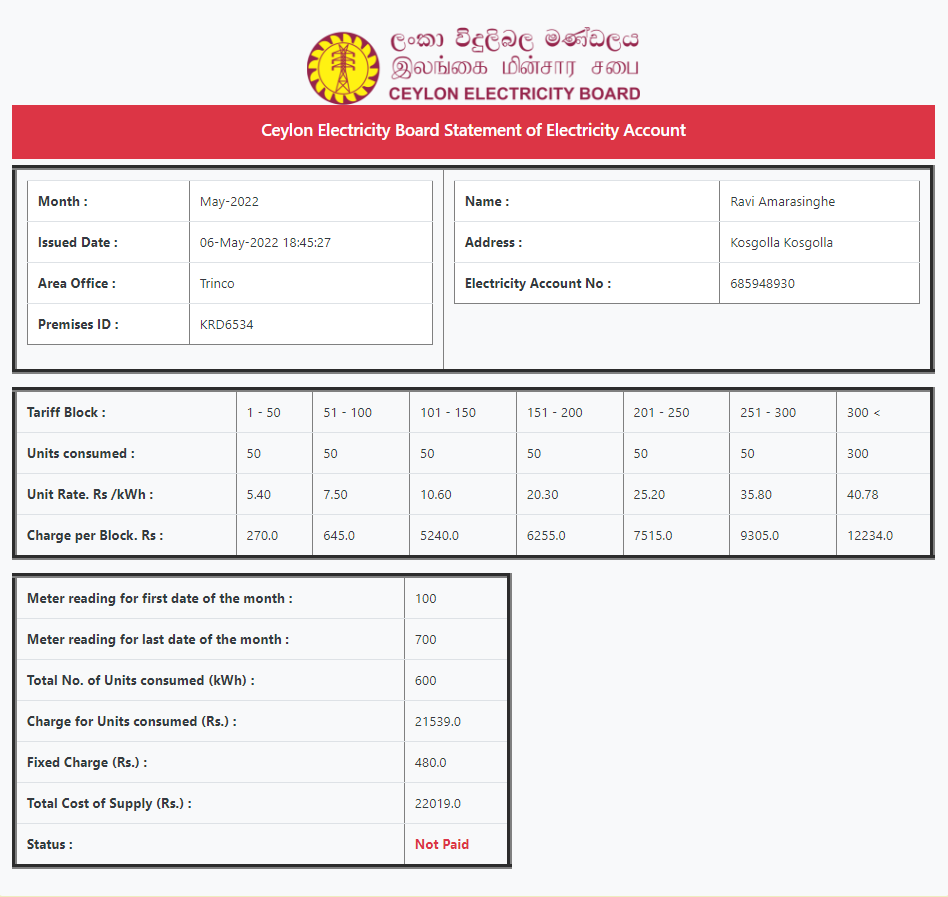 ලංකා විදුලිබල මණ්ඩලය
இலங்கை மின்சார சபை
CEYLON ELECTRICITY BOARD
Ceylon Electricity Board Statement of Electricity Account
Month : May-2022
Issued Date : 06-May-2022 18:45:27
Area Office : Trinco
Premises ID : KRD6534
Name : Ravi Amarasinghe
Address : Kosgolla Kosgolla
Electricity Account No : 685948930
Tariff Block : 1 - 50 51 - 100 101 - 150 151 - 200 201 - 250 251 - 300 300 <
Units consumed : 50 50 50 50 50 50 300
Unit Rate. Rs /kWh : 5.40 7.50 10.60 20.30 25.20 35.80 40.78
Charge per Block. Rs : 270.0 645.0 5240.0 6255.0 7515.0 9305.0 12234.0
Meter reading for first date of the month : 100
Meter reading for last date of the month : 700
Total No. of Units consumed (kWh) : 600
Charge for Units consumed (Rs.) : 21539.0
Fixed Charge (Rs.) : 480.0
Total Cost of Supply (Rs.) : 22019.0
Status : Not Paid